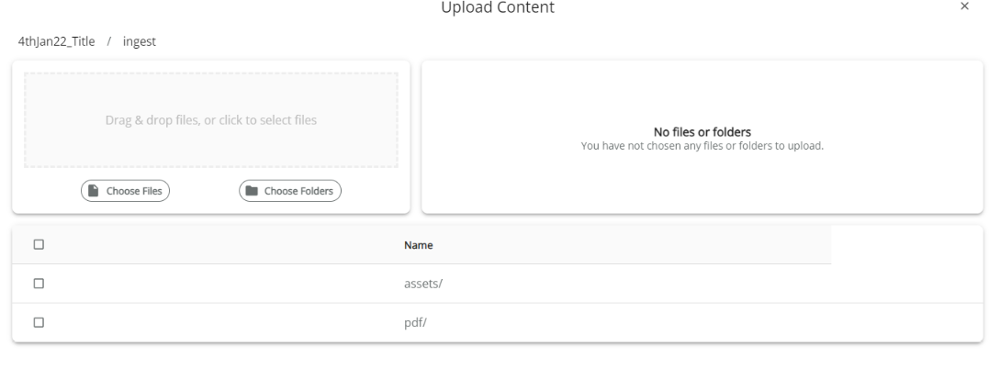 Upload Content
×
4thJan22_Title / ingest
Drag & drop files, or click to select files
Choose Files
Choose Folders
No files or folders
You have not chosen any files or folders to upload.
Name
assets/
pdf/